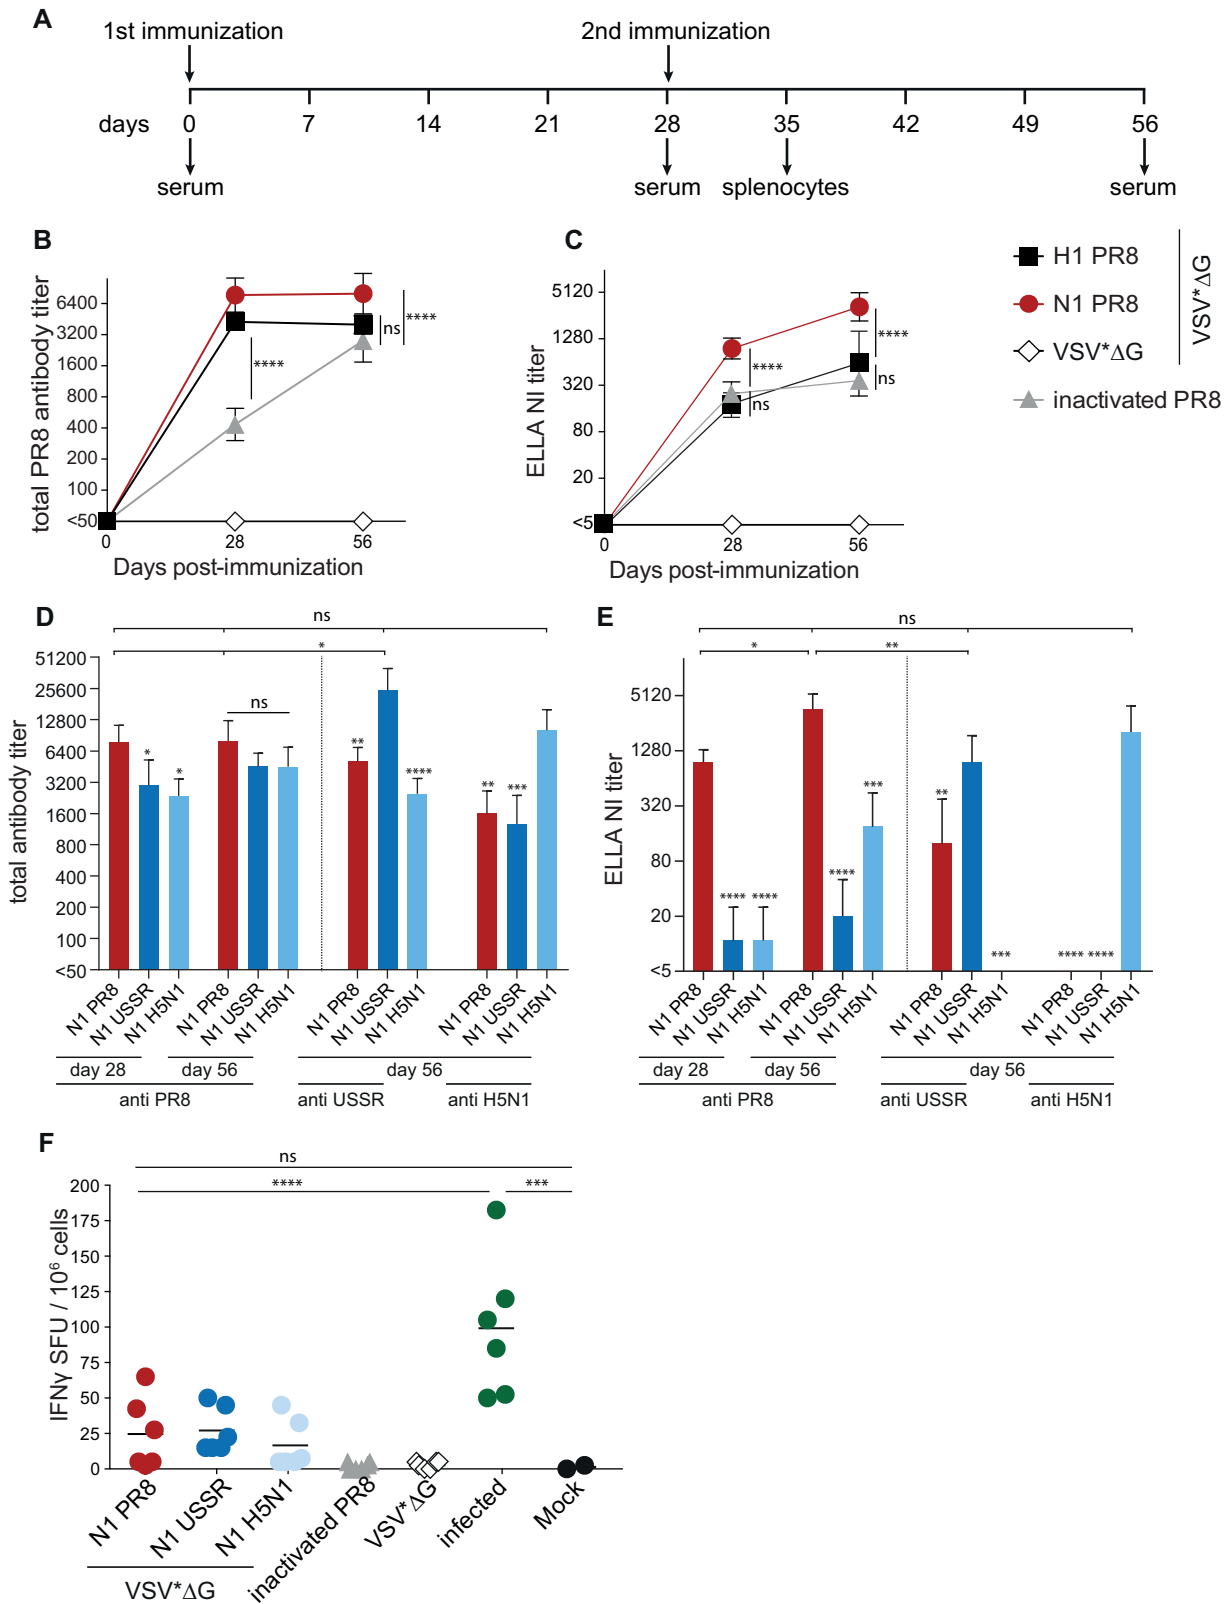 A
1st immunization
2nd immunization
days 0 7 14 21 28 35 42 49 56
serum serum splenocytes serum
B
total PR8 antibody titer
6400
3200
1600
800
400
200
100
<50
0 28 56
Days post-immunization
****
ns
****
C
ELLA NI titer
5120
1280
320
80
20
<5
0 28 56
Days post-immunization
****
ns
****
ns
H1 PR8
N1 PR8
VSV*ΔG
inactivated PR8
VSV*ΔG
D
ns
*
total antibody titer
51200
25600
12800
6400
3200
1600
800
400
200
100
<50
* * ns ** **** ** ***
N1 PR8 N1 USSR N1 H5N1 N1 PR8 N1 USSR N1 H5N1 N1 PR8 N1 USSR N1 H5N1 N1 PR8 N1 USSR N1 H5N1
day 28 day 56 day 56
anti PR8 anti USSR anti H5N1
E
ns
* **
ELLA NI titer
5120
1280
320
80
20
<5
**** **** **** *** ** *** **** ****
N1 PR8 N1 USSR N1 H5N1 N1 PR8 N1 USSR N1 H5N1 N1 PR8 N1 USSR N1 H5N1 N1 PR8 N1 USSR N1 H5N1
day 28 day 56 day 56
anti PR8 anti USSR anti H5N1
F
ns
**** ***
IFNγ SFU / 10⁶ cells
200
175
150
125
100
75
50
25
0
N1 PR8 N1 USSR N1 H5N1 inactivated PR8 VSV*ΔG infected Mock
VSV*ΔG